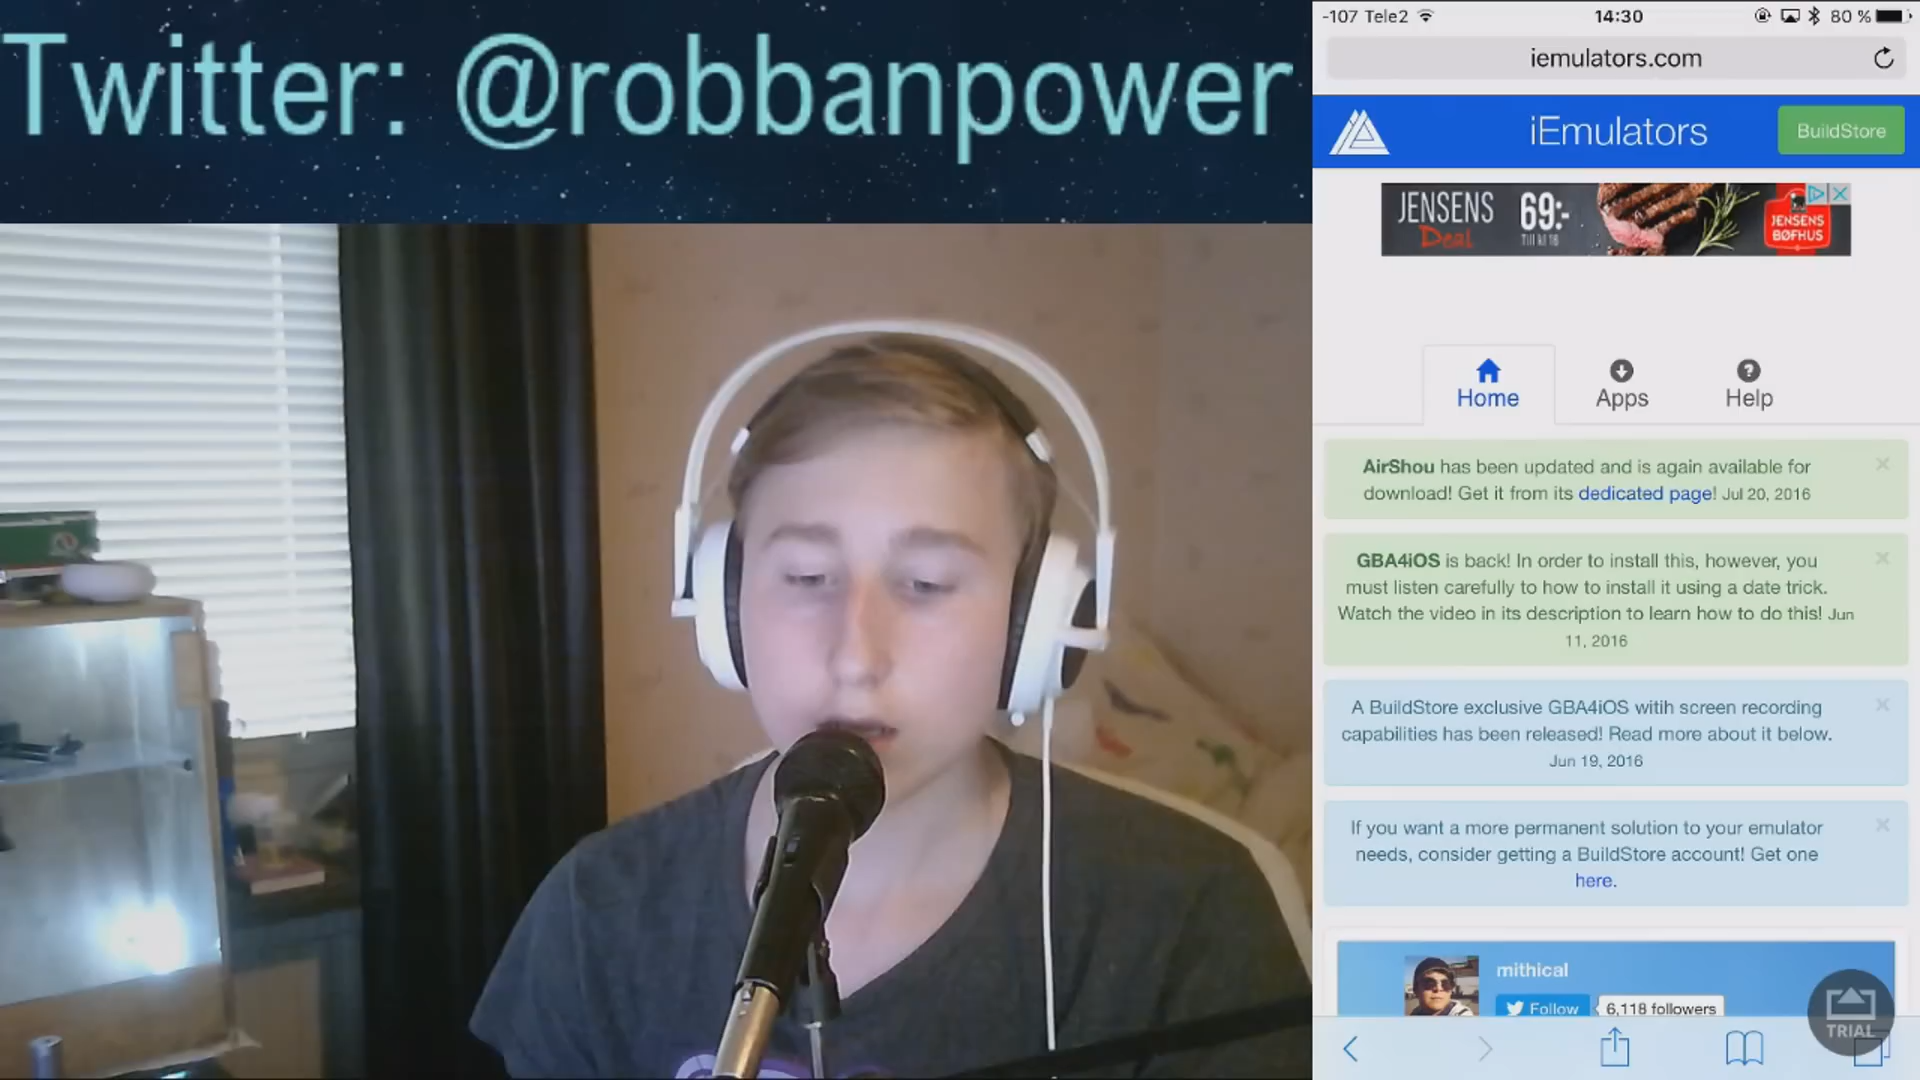 Twitter: @robbanpower
-107 Tele2
14:30
80 %
iemulators.com
iEmulators
BuildStore
JENSENS
Deal
69:-
Till kl 16
JENSENS
BØFHUS
Home
Apps
Help
AirShou has been updated and is again available for
download! Get it from its dedicated page! Jul 20, 2016
GBA4iOS is back! In order to install this, however, you
must listen carefully to how to install it using a date trick.
Watch the video in its description to learn how to do this! Jun
11, 2016
A BuildStore exclusive GBA4iOS witih screen recording
capabilities has been released! Read more about it below.
Jun 19, 2016
If you want a more permanent solution to your emulator
needs, consider getting a BuildStore account! Get one
here.
mithical
Follow
6,118 followers
TRIAL